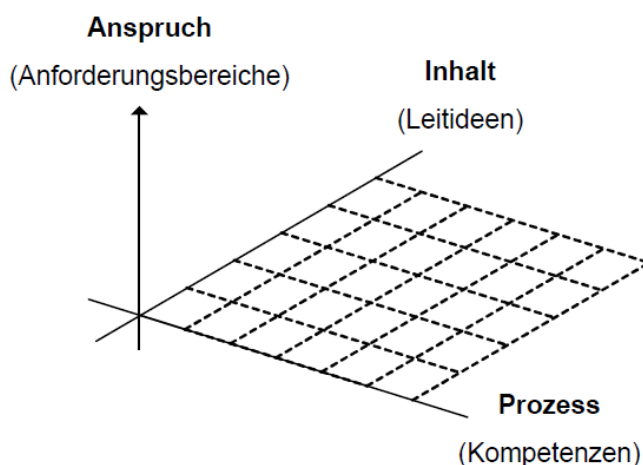 Anspruch
(Anforderungsbereiche)
Inhalt
(Leitideen)
Prozess
(Kompetenzen)